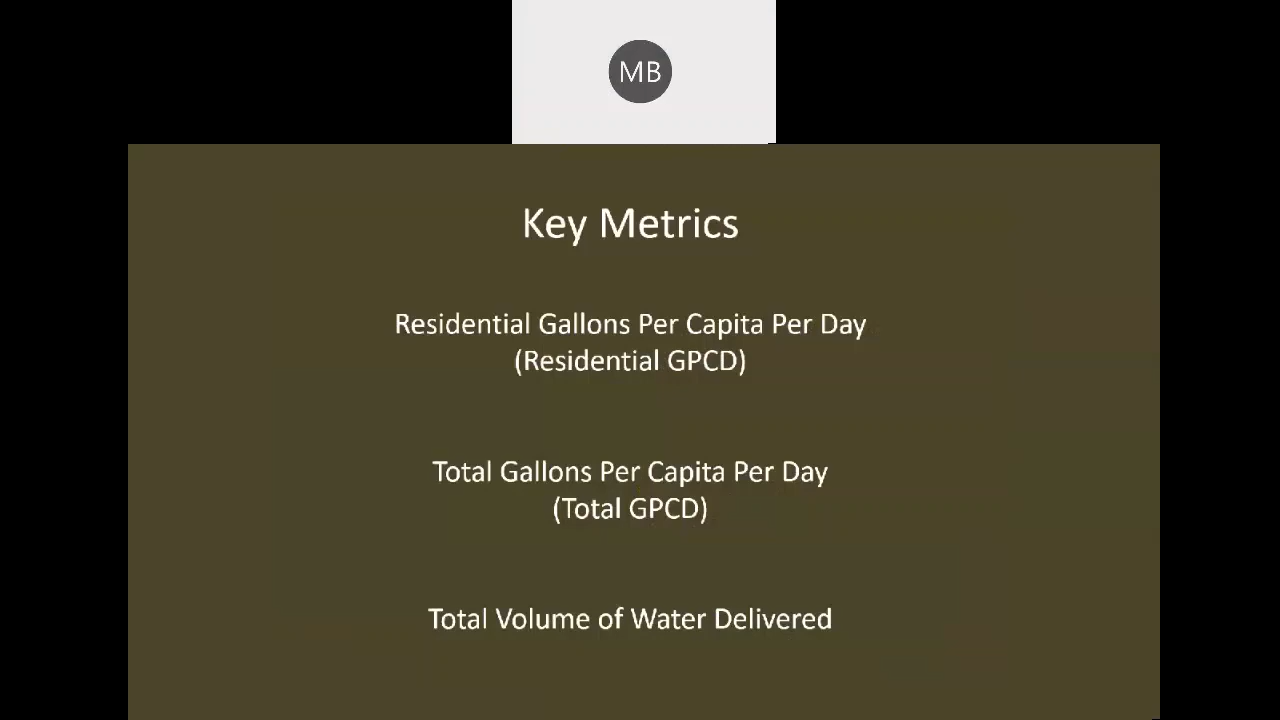 MB
Key Metrics
Residential Gallons Per Capita Per Day
(Residential GPCD)
Total Gallons Per Capita Per Day
(Total GPCD)
Total Volume of Water Delivered